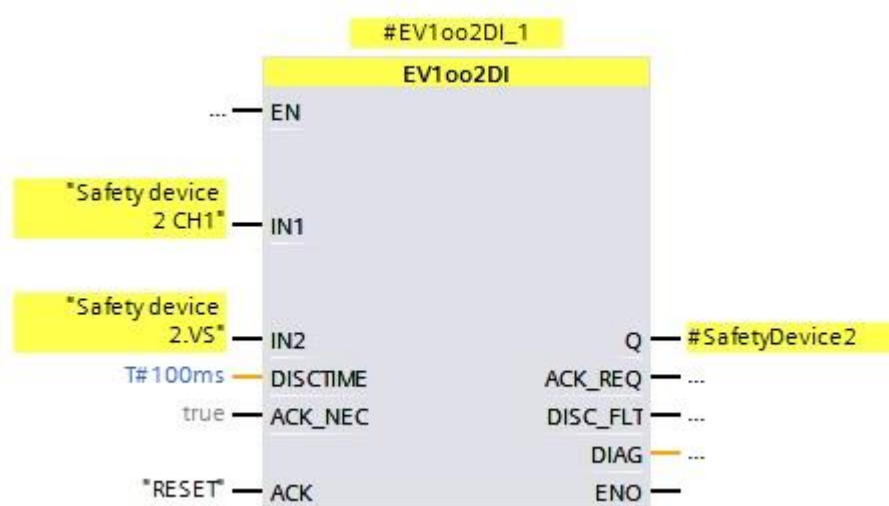 #EV1oo2DI_1
EV1oo2DI
... EN
"Safety device
2 CH1" IN1
"Safety device
2.VS" IN2 Q #SafetyDevice2
T#100ms DISCTIME ACK_REQ ...
true ACK_NEC DISC_FLT ...
DIAG ...
"RESET" ACK ENO